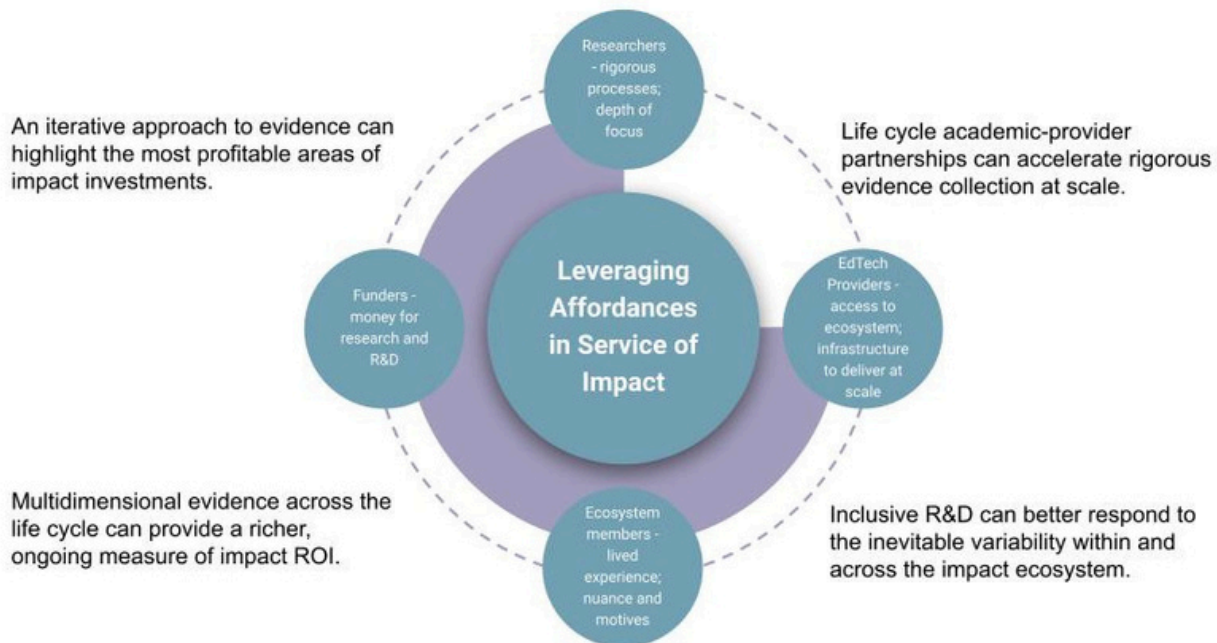 Researchers
- rigorous
processes;
depth of
focus
An iterative approach to evidence can
highlight the most profitable areas of
impact investments.
Life cycle academic-provider
partnerships can accelerate rigorous
evidence collection at scale.
Funders -
money for
research and
R&D
Leveraging
Affordances
in Service of
Impact
EdTech
Providers -
access to
ecosystem;
infrastructure
to deliver at
scale
Multidimensional evidence across the
life cycle can provide a richer,
ongoing measure of impact ROI.
Ecosystem
members -
lived
experience;
nuance and
motives
Inclusive R&D can better respond to
the inevitable variability within and
across the impact ecosystem.